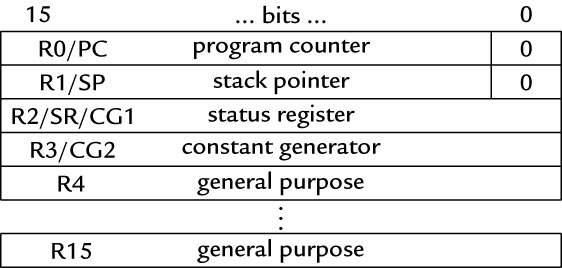 15 ... bits ... 0
R0/PC program counter 0
R1/SP stack pointer 0
R2/SR/CG1 status register
R3/CG2 constant generator
R4 general purpose
R15 general purpose